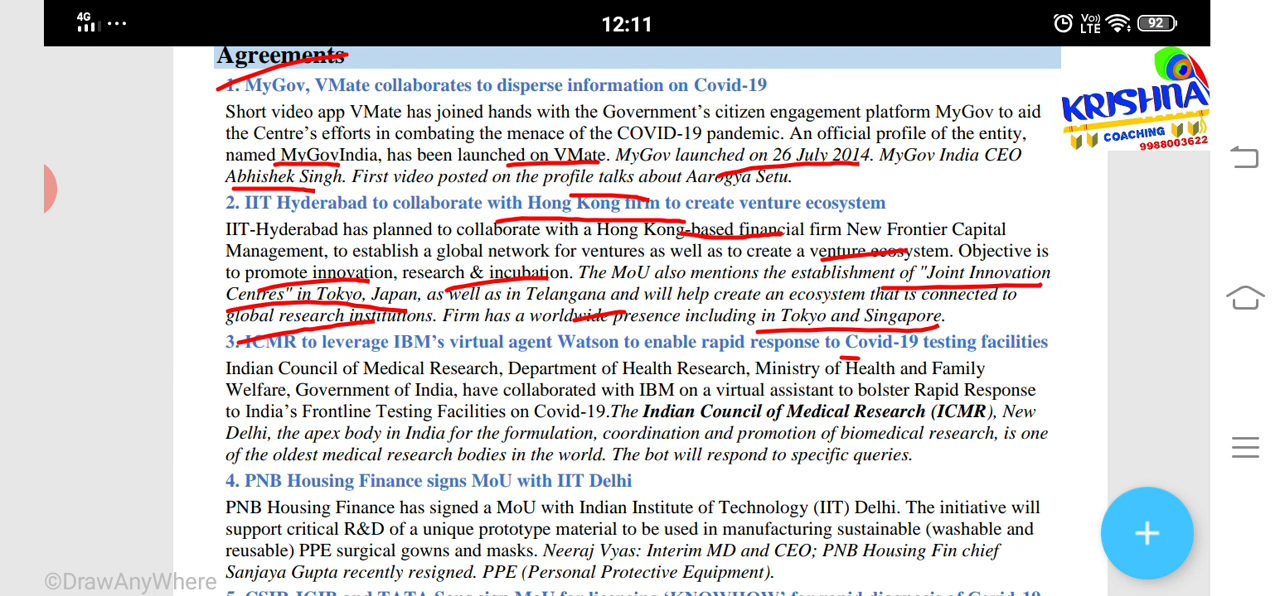 4G
12:11
Vo)
LTE
92
Agreements
1. MyGov, VMate collaborates to disperse information on Covid-19
Short video app VMate has joined hands with the Government's citizen engagement platform MyGov to aid
the Centre's efforts in combating the menace of the COVID-19 pandemic. An official profile of the entity,
named MyGovIndia, has been launched on VMate. MyGov launched on 26 July 2014. MyGov India CEO
Abhishek Singh. First video posted on the profile talks about Aarogya Setu.
2. IIT Hyderabad to collaborate with Hong Kong firm to create venture ecosystem
IIT-Hyderabad has planned to collaborate with a Hong Kong-based financial firm New Frontier Capital
Management, to establish a global network for ventures as well as to create a venture ecosystem. Objective is
to promote innovation, research & incubation. The MoU also mentions the establishment of "Joint Innovation
Centres" in Tokyo, Japan, as well as in Telangana and will help create an ecosystem that is connected to
global research institutions. Firm has a worldwide presence including in Tokyo and Singapore.
3. ICMR to leverage IBM's virtual agent Watson to enable rapid response to Covid-19 testing facilities
Indian Council of Medical Research, Department of Health Research, Ministry of Health and Family
Welfare, Government of India, have collaborated with IBM on a virtual assistant to bolster Rapid Response
to India's Frontline Testing Facilities on Covid-19.The Indian Council of Medical Research (ICMR), New
Delhi, the apex body in India for the formulation, coordination and promotion of biomedical research, is one
of the oldest medical research bodies in the world. The bot will respond to specific queries.
4. PNB Housing Finance signs MoU with IIT Delhi
PNB Housing Finance has signed a MoU with Indian Institute of Technology (IIT) Delhi. The initiative will
support critical R&D of a unique prototype material to be used in manufacturing sustainable (washable and
reusable) PPE surgical gowns and masks. Neeraj Vyas: Interim MD and CEO; PNB Housing Fin chief
Sanjaya Gupta recently resigned. PPE (Personal Protective Equipment).
5. CSIR-IGIB and TATA Sons sign MoU for licensing 'KNOWHOW' for rapid diagnosis of Covid-19
KRISHNA
COACHING
9988003622
©DrawAnyWhere